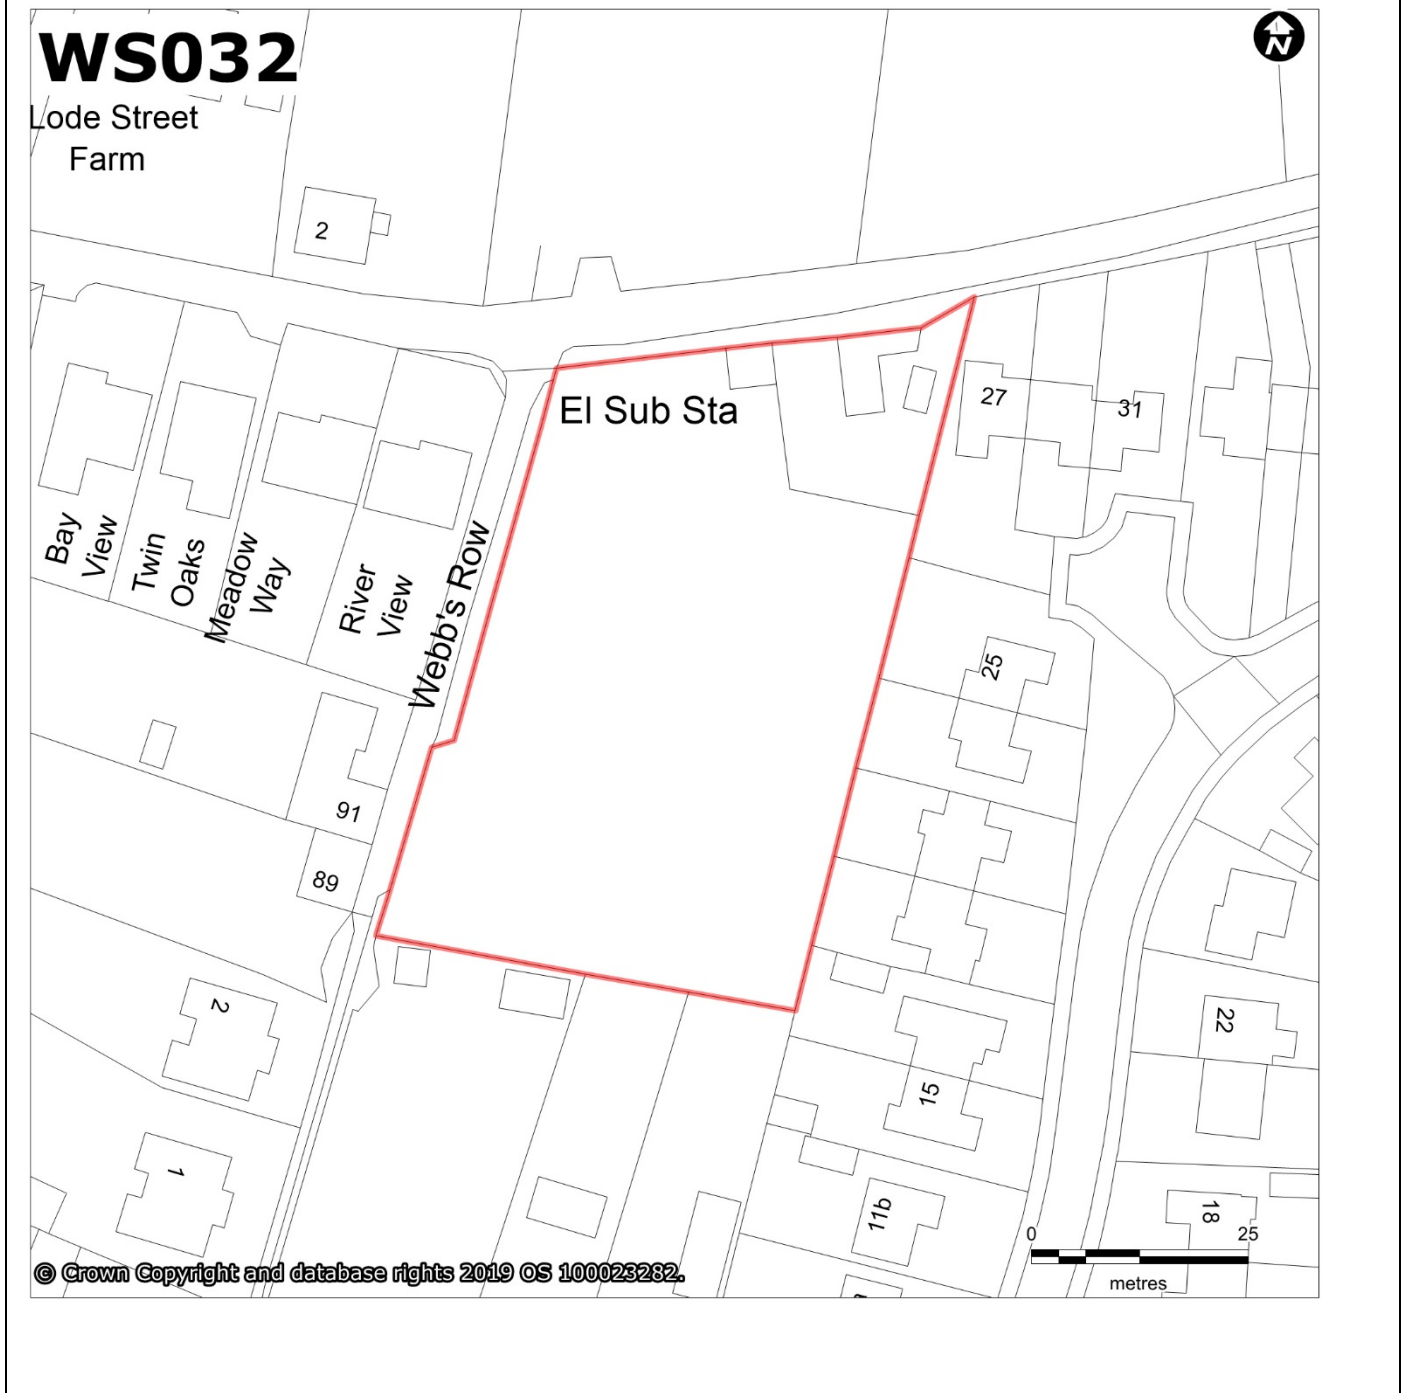 WS032
N
Lode Street
Farm
2
El Sub Sta
27
31
Bay
View
Twin
Oaks
Meadow
Way
River
View
Webb's Row
25
91
89
2
22
15
1
11b
18
0 25
metres
© Crown Copyright and database rights 2019 OS 100023282.